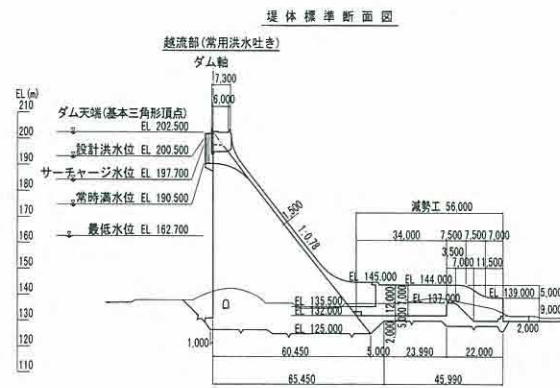 堤体標準断面図
越流部(常用洪水吐き)
ダム軸
7,300
6,000
EL (m)
210
200
190
180
170
160
150
140
130
120
110
ダム天端(基本三角形頂点)
EL 202.500
設計洪水位 EL 200.500
サーチャージ水位 EL 197.700
常時満水位 EL 190.500
最低水位 EL 162.700
1:0.78
減勢工 56,000
34,000
7,500
7,500
7,000
3,500
7,000
11,500
EL 145.000
EL 144.000
EL 139.000
EL 137.000
EL 135.500
EL 132.000
EL 125.000
12,000
5,000
2,000
5,000
9,000
2,000
1,000
60.450
5,000
23.990
22,000
65.450
45.990